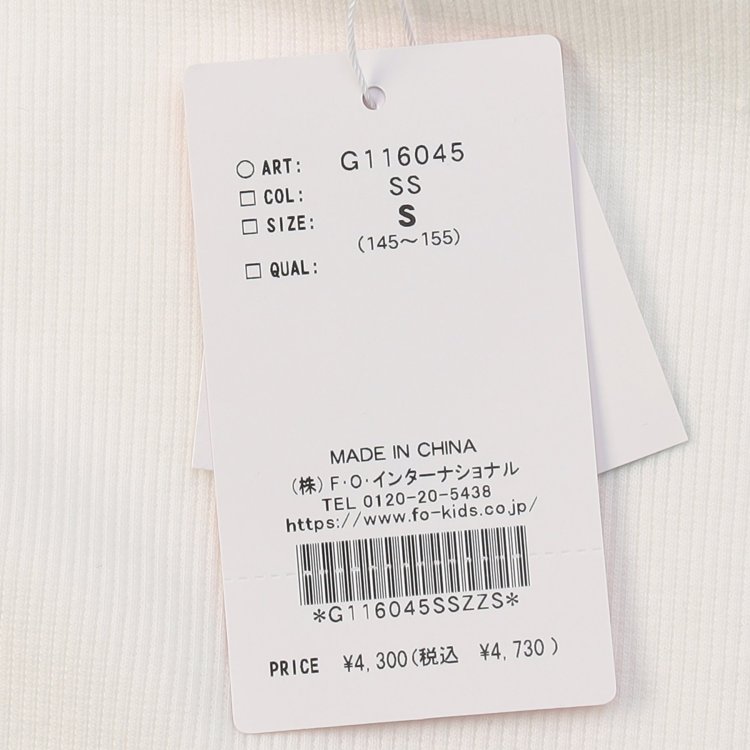 ○ ART: G116045
□ COL: SS
□ SIZE: S
(145～155)
□ QUAL:
MADE IN CHINA
(株)F・O・インターナショナル
TEL 0120-20-5438
https://www.fo-kids.co.jp/
*G116045SSZZS*
PRICE ¥4,300(税込 ¥4,730)